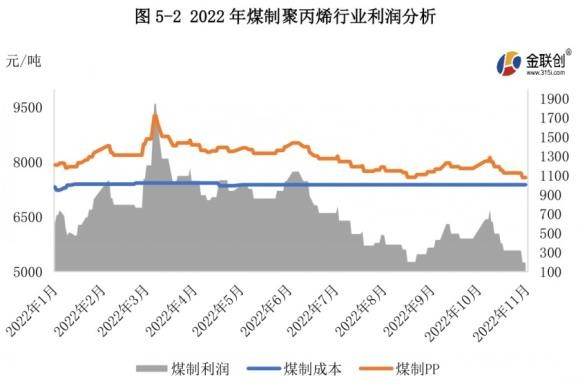 图 5-2 2022 年煤制聚丙烯行业利润分析
元/吨
金联创
www.315i.com
9500
8000
6500
5000
1900
1700
1500
1300
1100
900
700
500
300
100
2022年1月
2022年2月
2022年3月
2022年4月
2022年5月
2022年6月
2022年7月
2022年8月
2022年9月
2022年10月
2022年11月
煤制利润 煤制成本 煤制PP